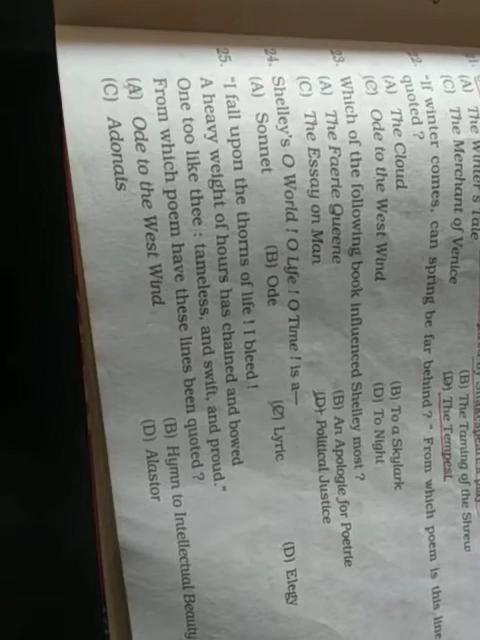 21.
(A) The Winter's Tale (B) The Taming of the Shrew
(C) The Merchant of Venice (D) The Tempest
22. "If winter comes, can spring be far behind?" From which poem is this line
quoted ?
(A) The Cloud (B) To a Skylark
(C) Ode to the West Wind (D) To Night
23. Which of the following book influenced Shelley most ?
(A) The Faerie Queene (B) An Apologie for Poetrie
(C) The Essay on Man (D) Political Justice
24. Shelley's O World ! O Life ! O Time ! is a—
(A) Sonnet (B) Ode (C) Lyric (D) Elegy
25. "I fall upon the thorns of life ! I bleed !
A heavy weight of hours has chained and bowed
One too like thee : tameless, and swift, and proud."
From which poem have these lines been quoted ?
(A) Ode to the West Wind (B) Hymn to Intellectual Beauty
(C) Adonais (D) Alastor